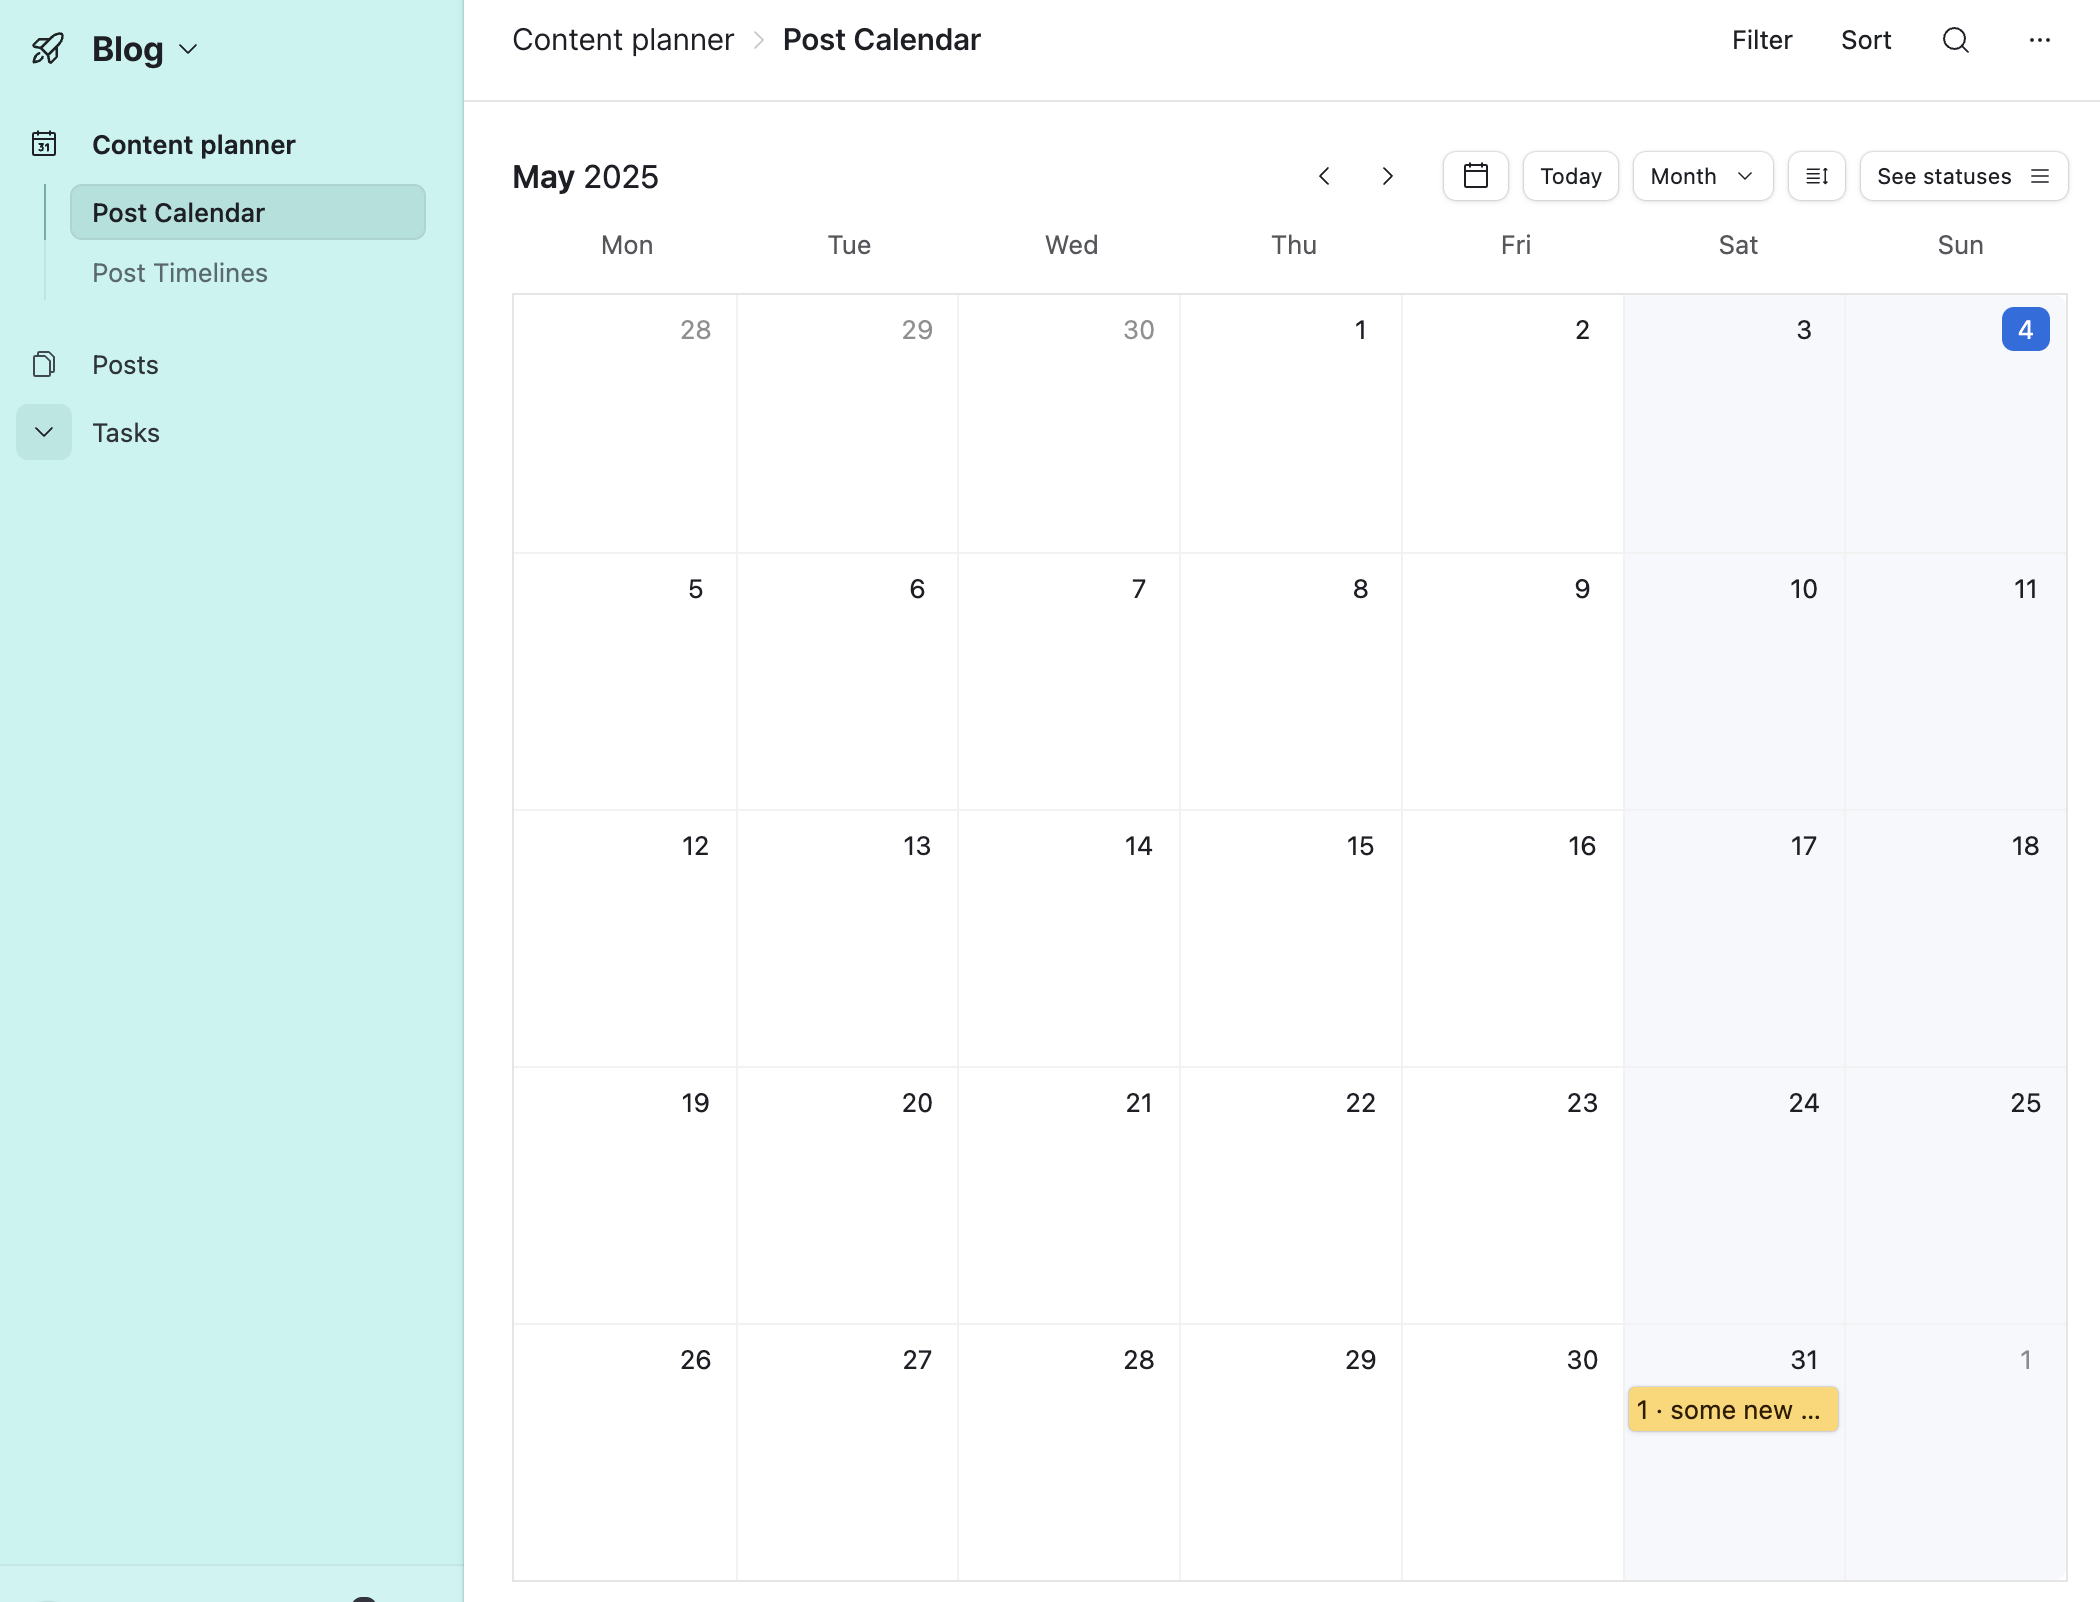 Blog
31
Content planner
Post Calendar
Post Timelines
Posts
Tasks
Content planner Post Calendar
Filter Sort
May 2025
Today Month See statuses
Mon Tue Wed Thu Fri Sat Sun
28 29 30 1 2 3 4
5 6 7 8 9 10 11
12 13 14 15 16 17 18
19 20 21 22 23 24 25
26 27 28 29 30 31 1
1 · some new ...